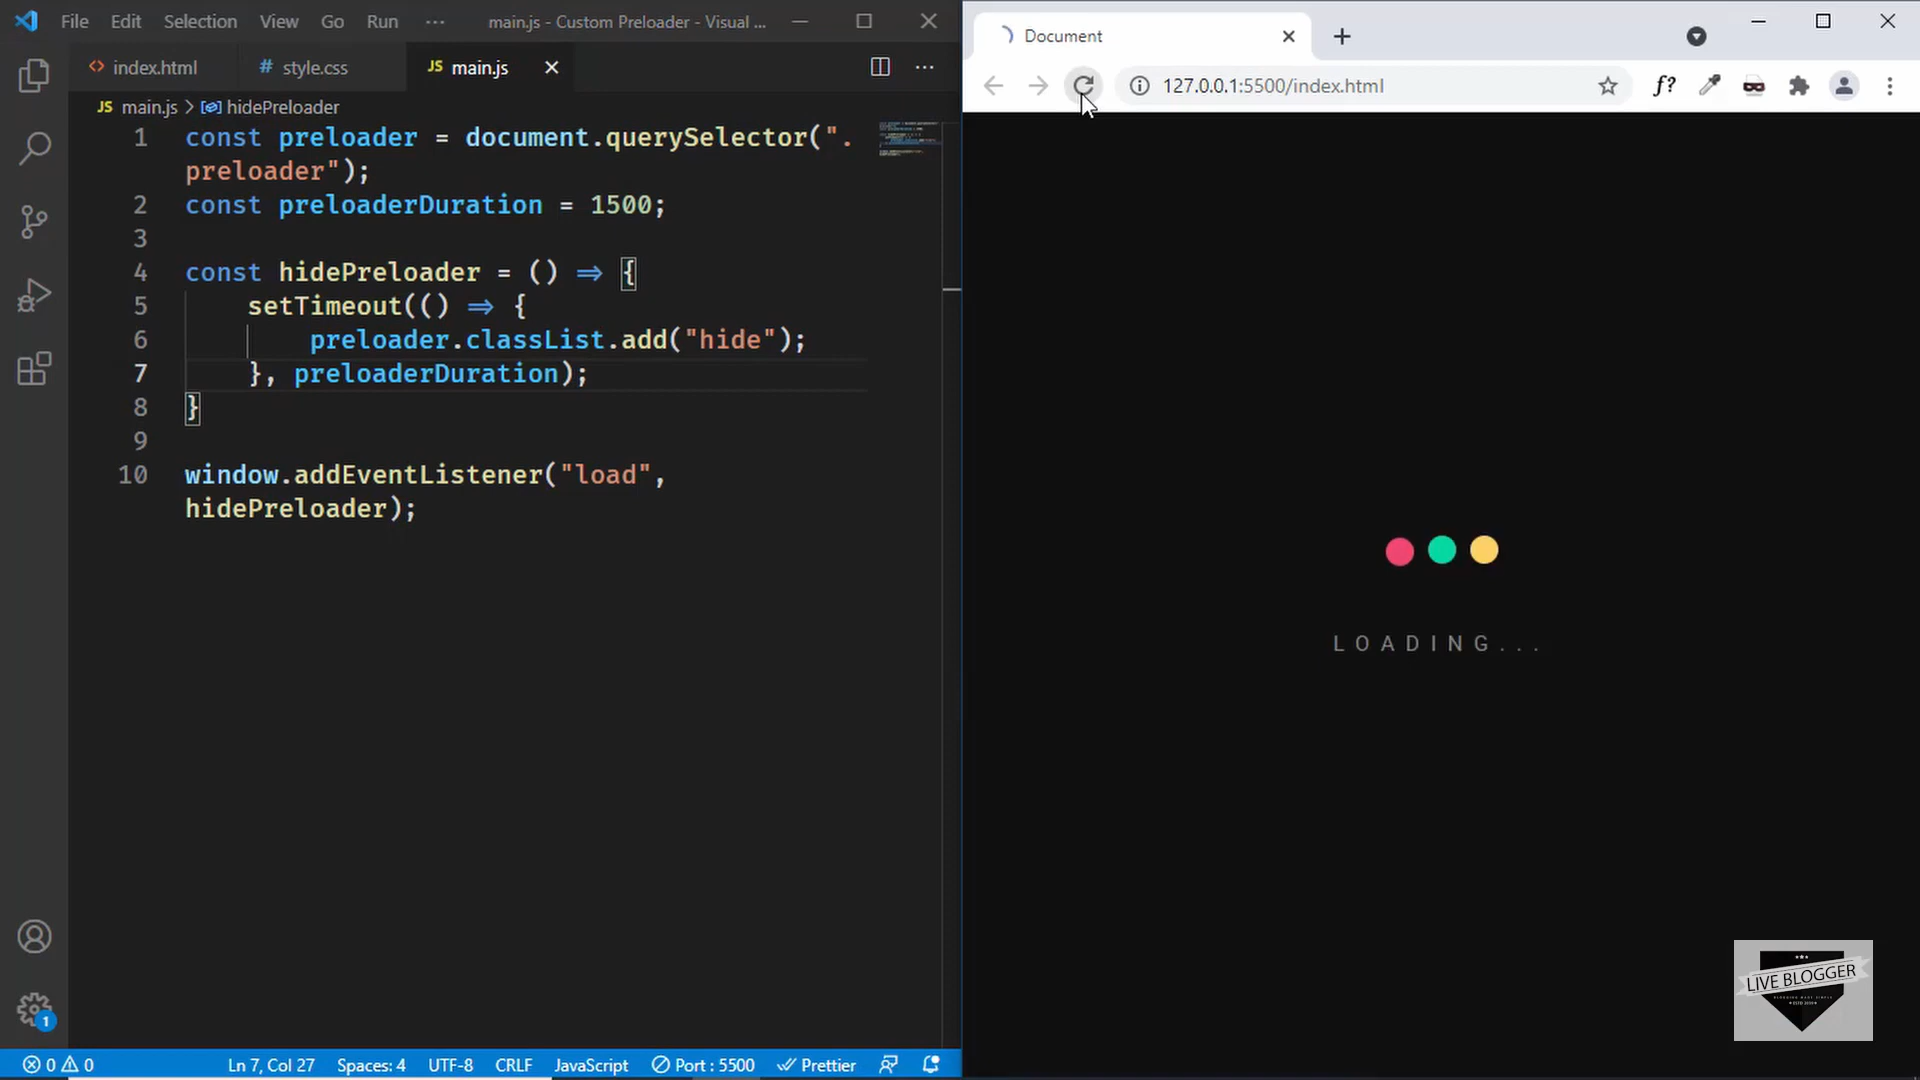 File Edit Selection View Go Run ··· main.js - Custom Preloader - Visual ...
index.html # style.css JS main.js
JS main.js > hidePreloader
1 const preloader = document.querySelector(".
preloader");
2 const preloaderDuration = 1500;
3
4 const hidePreloader = () => {
5 setTimeout(() => {
6 preloader.classList.add("hide");
7 }, preloaderDuration);
8 }
9
10 window.addEventListener("load",
hidePreloader);
1
0 0 Ln 7, Col 27 Spaces: 4 UTF-8 CRLF JavaScript Port : 5500 Prettier
Document
127.0.0.1:5500/index.html
f?
LOADING...
LIVE BLOGGER